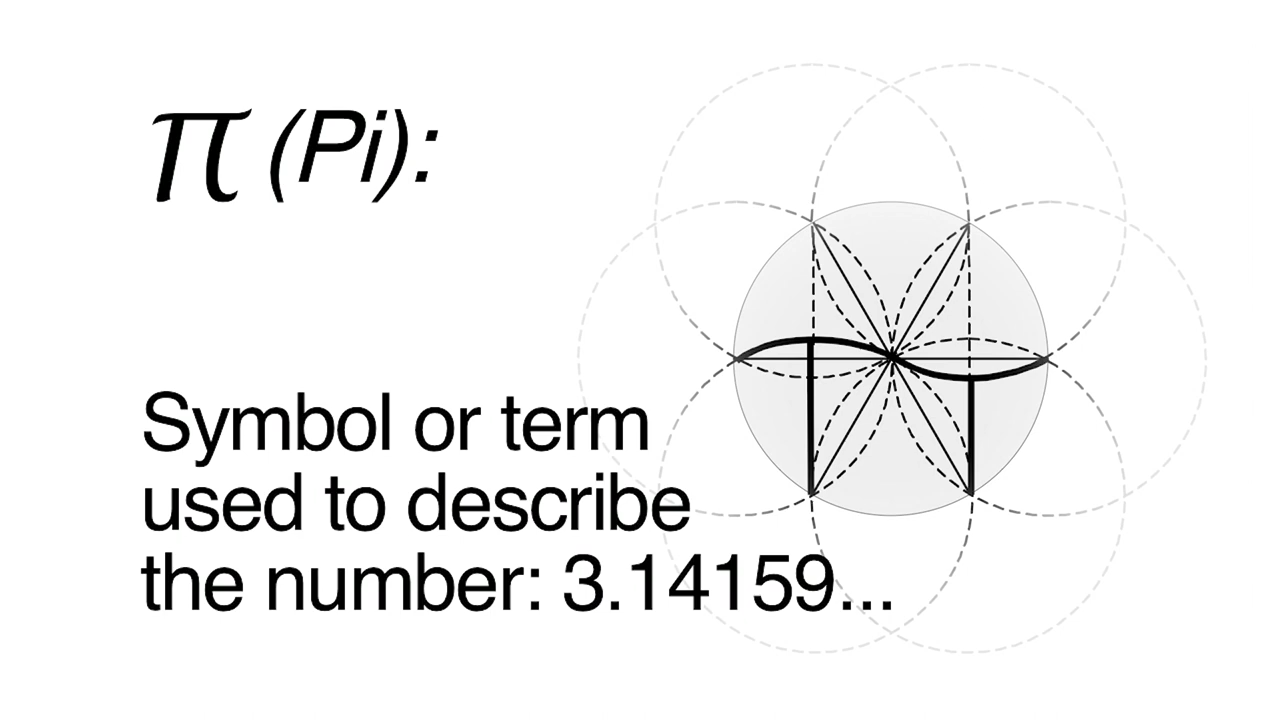 π (Pi):
Symbol or term
used to describe
the number: 3.14159...